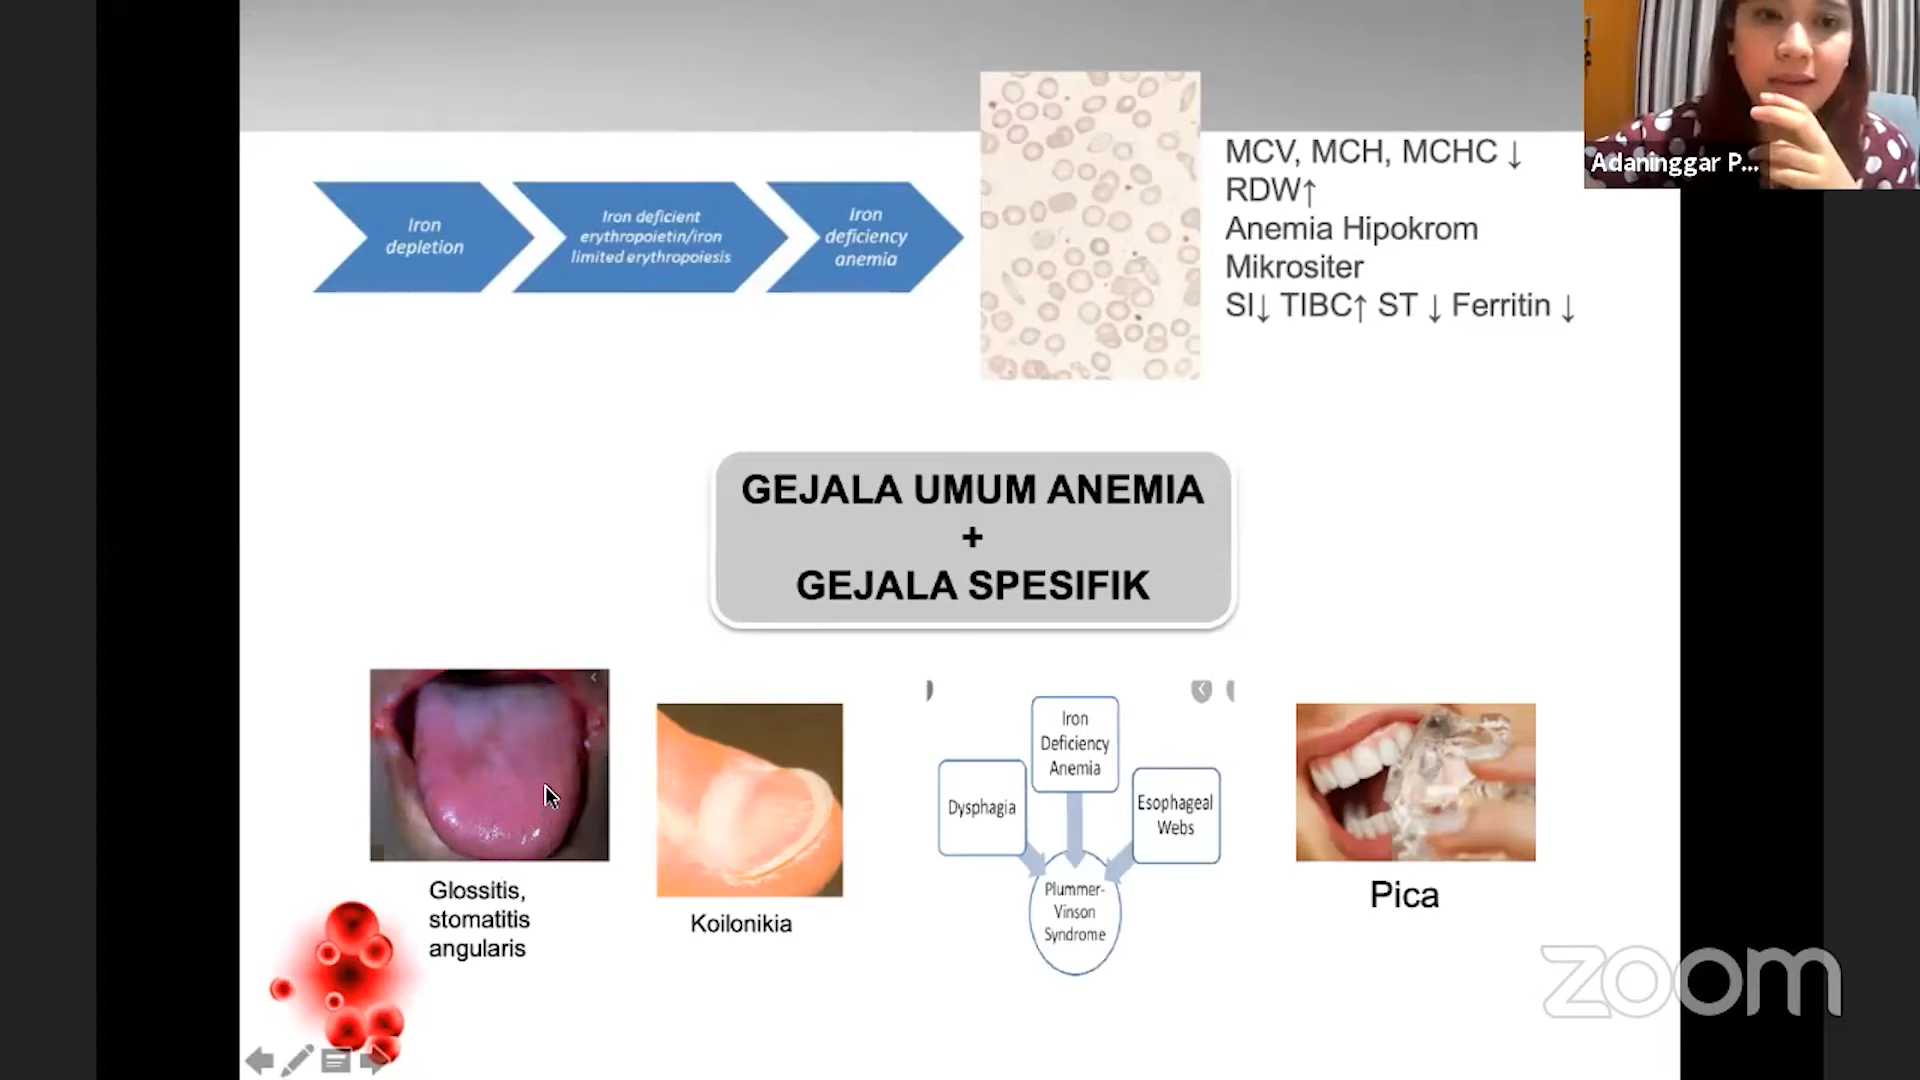 Iron
depletion
Iron deficient
erythropoietin/iron
limited erythropoiesis
Iron
deficiency
anemia
MCV, MCH, MCHC ↓
RDW↑
Anemia Hipokrom
Mikrositer
SI↓ TIBC↑ ST ↓ Ferritin ↓
Adaninggar P...
GEJALA UMUM ANEMIA
+
GEJALA SPESIFIK
Glossitis,
stomatitis
angularis
Koilonikia
Iron
Deficiency
Anemia
Dysphagia
Esophageal
Webs
Plummer-
Vinson
Syndrome
Pica
zoom